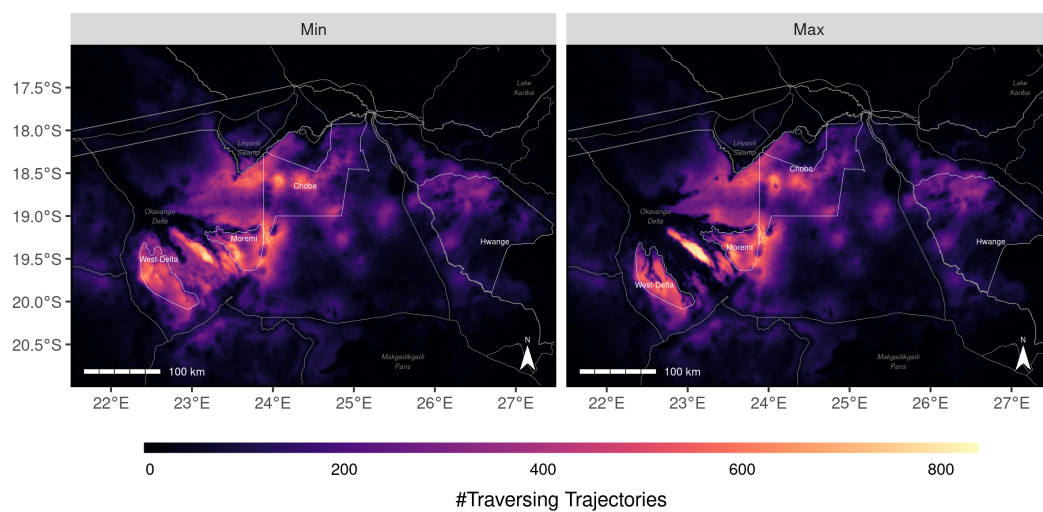 Min
Max
17.5°S
18.0°S
18.5°S
19.0°S
19.5°S
20.0°S
20.5°S
Lake
Kariba
Linyanti
Swamp
Chobe
Okavango
Delta
Moremi
West-Delta
Hwange
Makgadikgadi
Pans
N
100 km
Lake
Kariba
Linyanti
Swamp
Chobe
Okavango
Delta
Moremi
West-Delta
Hwange
Makgadikgadi
Pans
N
100 km
22°E
23°E
24°E
25°E
26°E
27°E
22°E
23°E
24°E
25°E
26°E
27°E
0
200
400
600
800
#Traversing Trajectories